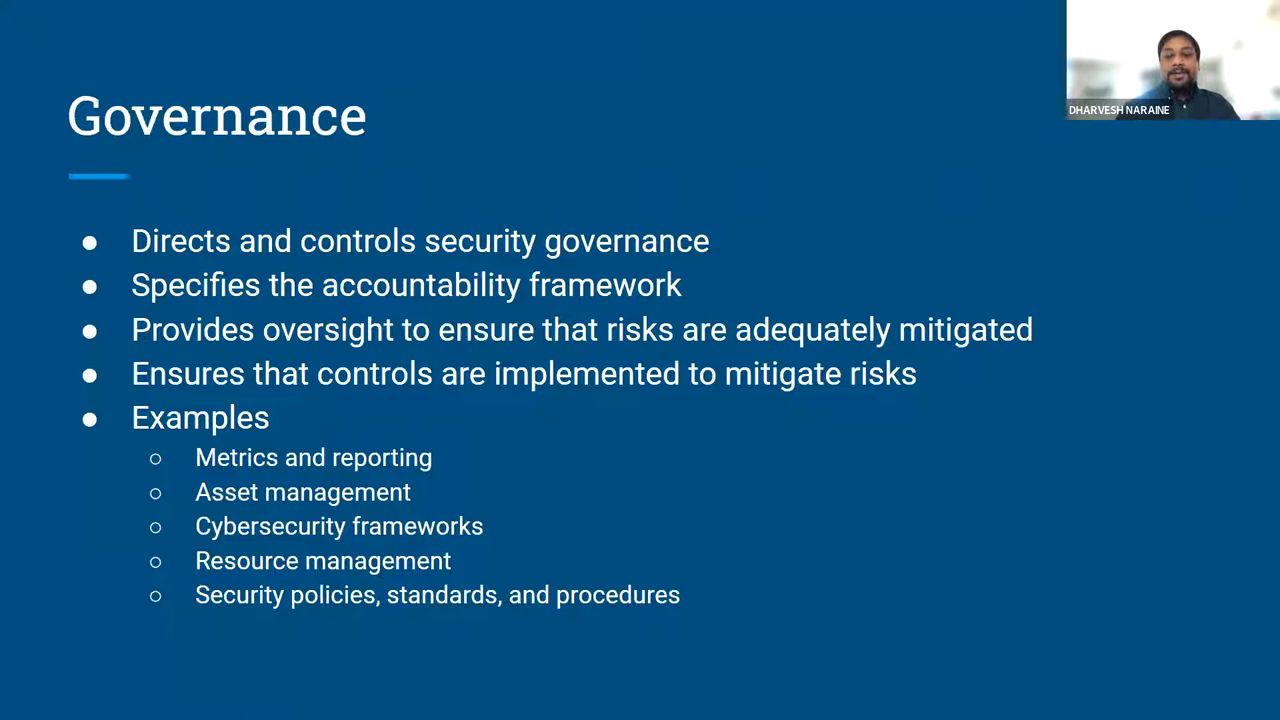 Governance
DHARVESH NARAINE
● Directs and controls security governance
● Specifies the accountability framework
● Provides oversight to ensure that risks are adequately mitigated
● Ensures that controls are implemented to mitigate risks
● Examples
○ Metrics and reporting
○ Asset management
○ Cybersecurity frameworks
○ Resource management
○ Security policies, standards, and procedures